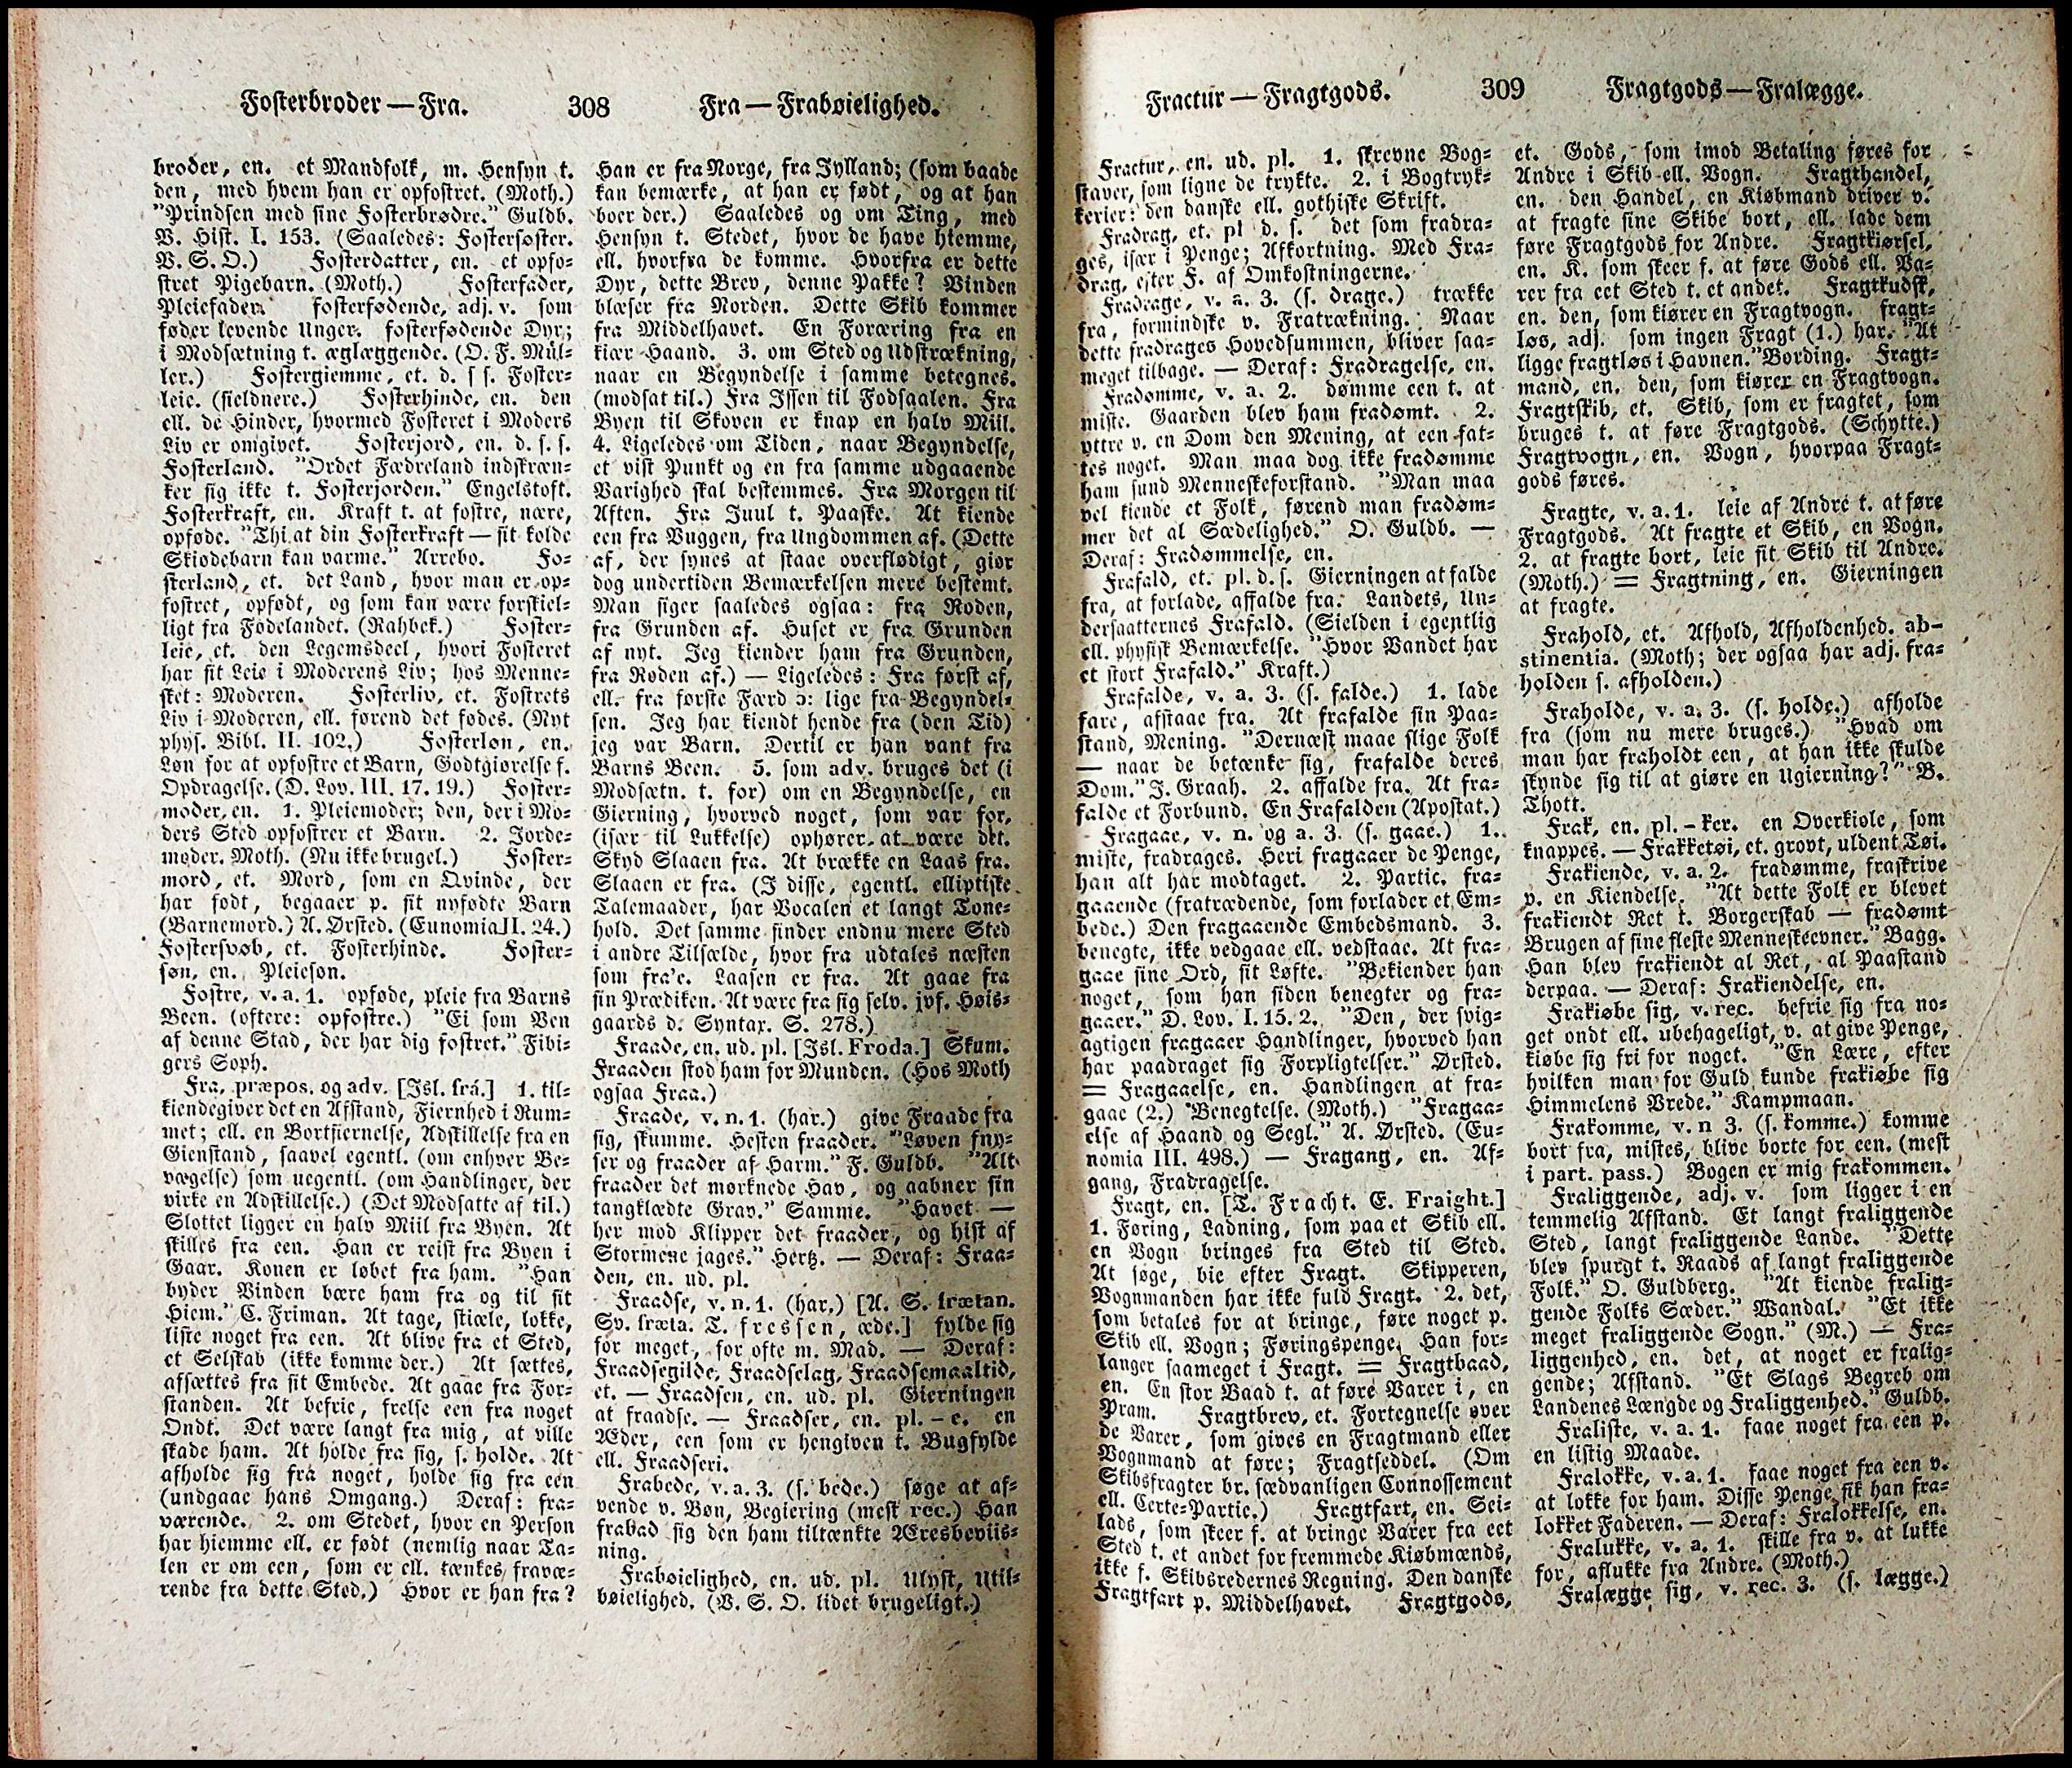 Fosterbroder — Fra.
308
Fra — Frabøielighed.
broder, en. et Mandfolk, m. Hensyn t.
den, med hvem han er opfostret. (Moth.)
"Prindsen med sine Fosterbrødre." Guldb.
V. Hist. I. 153. (Saaledes: Fostersøster.
V. S. O.) Fosterdatter, en. et opfo=
stret Pigebarn. (Moth.) Fosterfader,
Pleiefader. fosterfødende, adj. v. som
føder levende Unger. fosterfødende Dyr;
i Modsætning t. æglæggende. (O. F. Mül=
ler.) Fostergiemme, et. d. s s. Foster=
leie. (sieldnere.) Fosterhinde, en. den
ell. de Hinder, hvormed Fosteret i Moders
Liv er omgivet. Fosterjord, en. d. s. s.
Fosterland. "Ordet Fædreland indskræn=
ker sig ikke t. Fosterjorden." Engelstoft.
Fosterkraft, en. Kraft t. at fostre, nære,
opføde. "Thi at din Fosterkraft — sit kolde
Skiødebarn kan varme." Arrebo. Fo=
sterland, et. det Land, hvor man er op=
fostret, opfødt, og som kan være forskiel=
ligt fra Fødelandet. (Rahbek.) Foster=
leie, et. den Legemsdeel, hvori Fosteret
har sit Leie i Moderens Liv; hos Menne=
sket: Moderen. Fosterliv, et. Fostrets
Liv i Moderen, ell. førend det fødes. (Nyt
phys. Bibl. II. 102.) Fosterløn, en.
Løn for at opfostre et Barn, Godtgiørelse f.
Opdragelse. (D. Lov. III. 17. 19.) Foster=
moder, en. 1. Pleiemoder; den, der i Mo=
ders Sted opfostrer et Barn. 2. Jorde=
moder. Moth. (Nu ikke brugel.) Foster=
mord, et. Mord, som en Qvinde, der
har født, begaaer p. sit nyfødte Barn
(Barnemord.) A. Ørsted. (Eunomia II. 24.)
Fostersvøb, et. Fosterhinde. Foster=
søn, en. Pleiesøn.
Fostre, v. a. 1. opføde, pleie fra Barns
Been. (oftere: opfostre.) "Ei som Ven
af denne Stad, der har dig fostret." Fibi=
gers Soph.
Fra, præpos. og adv. [Isl. frá.] 1. til=
kiendegiver det en Afstand, Fiernhed i Rum=
met; ell. en Bortfiernelse, Adskillelse fra en
Gienstand, saavel egentl. (om enhver Be=
vægelse) som uegentl. (om Handlinger, der
virke en Adskillelse.) (Det Modsatte af til.)
Slottet ligger en halv Miil fra Byen. At
skilles fra een. Han er reist fra Byen i
Gaar. Konen er løbet fra ham. "Han
byder Vinden bære ham fra og til sit
Hiem." C. Friman. At tage, stiæle, lokke,
liste noget fra een. At blive fra et Sted,
et Selskab (ikke komme der.) At sættes,
afsættes fra sit Embede. At gaae fra For=
standen. At befrie, frelse een fra noget
Ondt. Det være langt fra mig, at ville
skade ham. At holde fra sig, s. holde. At
afholde sig fra noget, holde sig fra een
(undgaae hans Omgang.) Deraf: fra=
værende. 2. om Stedet, hvor en Person
har hiemme ell. er født (nemlig naar Ta=
len er om een, som er ell. tænkes fravæ=
rende fra dette Sted.) Hvor er han fra?
Han er fra Norge, fra Jylland; (som baade
kan bemærke, at han er født, og at han
boer der.) Saaledes og om Ting, med
Hensyn t. Stedet, hvor de have hiemme,
ell. hvorfra de komme. Hvorfra er dette
Dyr, dette Brev, denne Pakke? Vinden
blæser fra Norden. Dette Skib kommer
fra Middelhavet. En Foræring fra en
kiær Haand. 3. om Sted og Udstrækning,
naar en Begyndelse i samme betegnes.
(modsat til.) Fra Issen til Fodsaalen. Fra
Byen til Skoven er knap en halv Miil.
4. Ligeledes om Tiden, naar Begyndelse,
et vist Punkt og en fra samme udgaaende
Varighed skal bestemmes. Fra Morgen til
Aften. Fra Juul t. Paaske. At kiende
een fra Vuggen, fra Ungdommen af. (Dette
af, der synes at staae overflødigt, giør
dog undertiden Bemærkelsen mere bestemt.
Man siger saaledes ogsaa: fra Roden,
fra Grunden af. Huset er fra Grunden
af nyt. Jeg kiender ham fra Grunden,
fra Røden af.) — Ligeledes: Fra først af,
ell. fra første Færd ɔ: lige fra Begyndel=
sen. Jeg har kiendt hende fra (den Tid)
jeg var Barn. Dertil er han vant fra
Barns Been. 5. som adv. bruges det (i
Modsætn. t. for) om en Begyndelse, en
Gierning, hvorved noget, som var for,
(især til Lukkelse) ophører at være det.
Skyd Slaaen fra. At brække en Laas fra.
Slaaen er fra. (I disse, egentl. elliptiske
Talemaader, har Vocalen et langt Tone=
hold. Det samme finder endnu mere Sted
i andre Tilfælde, hvor fra udtales næsten
som fra'e. Laasen er fra. At gaae fra
sin Prædiken. At være fra sig selv. jvf. Høis=
gaards d. Syntax. S. 278.)
Fraade, en. ud. pl. [Isl. Froda.] Skum.
Fraaden stod ham for Munden. (Hos Moth
ogsaa Fraa.)
Fraade, v. n. 1. (har.) give Fraade fra
sig, skumme. Hesten fraader. "Løven fny=
ser og fraader af Harm." F. Guldb. "Alt
fraader det mørknede Hav, og aabner sin
tangklædte Grav." Samme. "Havet —
her mod Klipper det fraader, og hist af
Stormene jages." Hertz. — Deraf: Fraa=
den, en. ud. pl.
Fraadse, v. n. 1. (har.) [A. S. frætan.
Sv. fræta. T. fressen, æde.] fylde sig
for meget, for ofte m. Mad. — Deraf:
Fraadsegilde, Fraadselag, Fraadsemaaltid,
et. — Fraadsen, en. ud. pl. Gierningen
at fraadse. — Fraadser, en. pl. - e. en
Æder, een som er hengiven t. Bugfylde
ell. Fraadseri.
Frabede, v. a. 3. (s. bede.) søge at af=
vende v. Bøn, Begiering (mest rec.) Han
frabad sig den ham tiltænkte Æresbeviis=
ning.
Frabøielighed, en. ud. pl. Ulyst, Util=
bøielighed. (V. S. O. lidet brugeligt.)
Fractur — Fragtgods.
309
Fragtgods — Fralægge.
Fractur, en. ud. pl. 1. skrevne Bog=
staver, som ligne de trykte. 2. i Bogtryk=
kerier: den danske ell. gothiske Skrift.
Fradrag, et. pl d. s. det som fradra=
ges, især i Penge; Afkortning. Med Fra=
drag, efter F. af Omkostningerne.
Fradrage, v. a. 3. (s. drage.) trække
fra, formindske v. Fratrækning. Naar
dette fradrages Hovedsummen, bliver saa=
meget tilbage. — Deraf: Fradragelse, en.
Fradømme, v. a. 2. dømme een t. at
miste. Gaarden blev ham fradømt. 2.
yttre v. en Dom den Mening, at een fat=
tes noget. Man maa dog ikke fradømme
ham sund Menneskeforstand. "Man maa
vel kiende et Folk, førend man fradøm=
mer det al Sædelighed." O. Guldb. —
Deraf: Fradømmelse, en.
Frafald, et. pl. d. s. Gierningen at falde
fra, at forlade, affalde fra. Landets, Un=
dersaatternes Frafald. (Sielden i egentlig
ell. physisk Bemærkelse. "Hvor Vandet har
et stort Frafald." Kraft.)
Frafalde, v. a. 3. (s. falde.) 1. lade
fare, afstaae fra. At frafalde sin Paa=
stand, Mening. "Dernæst maae slige Folk
— naar de betænke sig, frafalde deres
Dom." J. Graah. 2. affalde fra. At fra=
falde et Forbund. En Frafalden (Apostat.)
Fragaae, v. n. og a. 3. (s. gaae.) 1.
miste, fradrages. Heri fragaaer de Penge,
han alt har modtaget. 2. Partic. fra=
gaaende (fratrædende, som forlader et Em=
bede.) Den fragaaende Embedsmand. 3.
benegte, ikke vedgaae ell. vedstaae. At fra=
gaae sine Ord, sit Løfte. "Bekiender han
noget, som han siden benegter og fra=
gaaer." D. Lov. I. 15. 2. "Den, der svig=
agtigen fragaaer Handlinger, hvorved han
har paadraget sig Forpligtelser." Ørsted.
= Fragaaelse, en. Handlingen at fra=
gaae (2.) Benegtelse. (Moth.) "Fragaa=
else af Haand og Segl." A. Ørsted. (Eu=
nomia III. 498.) — Fragang, en. Af=
gang, Fradragelse.
Fragt, en. [T. Fracht. E. Fraight.]
1. Føring, Ladning, som paa et Skib ell.
en Vogn bringes fra Sted til Sted.
At søge, bie efter Fragt. Skipperen,
Vognmanden har ikke fuld Fragt. 2. det,
som betales for at bringe, føre noget p.
Skib ell. Vogn; Føringspenge. Han for=
langer saameget i Fragt. = Fragtbaad,
en. En stor Baad t. at føre Varer i, en
Pram. Fragtbrev, et. Fortegnelse over
de Varer, som gives en Fragtmand eller
Vognmand at føre; Fragtseddel. (Om
Skibsfragter br. sædvanligen Connossement
ell. Certe=Partie.) Fragtfart, en. Sei=
lads, som skeer f. at bringe Varer fra eet
Sted t. et andet for fremmede Kiøbmænds,
ikke f. Skibsredernes Regning. Den danske
Fragtfart p. Middelhavet. Fragtgods,
et. Gods, som imod Betaling føres for
Andre i Skib ell. Vogn. Fragthandel,
en. den Handel, en Kiøbmand driver v.
at fragte sine Skibe bort, ell. lade dem
føre Fragtgods for Andre. Fragtkiørsel,
en. K. som skeer f. at føre Gods ell. Va=
rer fra eet Sted t. et andet. Fragtkudsk,
en. den, som kiører en Fragtvogn. fragt=
løs, adj. som ingen Fragt (1.) har. "At
ligge fragtløs i Havnen." Bording. Fragt=
mand, en. den, som kiører en Fragtvogn.
Fragtskib, et. Skib, som er fragtet, som
bruges t. at føre Fragtgods. (Schytte.)
Fragtvogn, en. Vogn, hvorpaa Fragt=
gods føres.
Fragte, v. a. 1. leie af Andre t. at føre
Fragtgods. At fragte et Skib, en Vogn.
2. at fragte bort, leie sit Skib til Andre.
(Moth.) = Fragtning, en. Gierningen
at fragte.
Frahold, et. Afhold, Afholdenhed. ab-
stinentia. (Moth; der ogsaa har adj. fra=
holden s. afholden.)
Fraholde, v. a. 3. (s. holde.) afholde
fra (som nu mere bruges.) "Hvad om
man har fraholdt een, at han ikke skulde
skynde sig til at giøre en Ugierning?" B.
Thott.
Frak, en. pl. - ker. en Overkiole, som
knappes. — Frakketøi, et. grovt, uldent Tøi.
Frakiende, v. a. 2. fradømme, fraskrive
p. en Kiendelse. "At dette Folk er blevet
frakiendt Ret t. Borgerskab — fradømt
Brugen af sine fleste Menneskeevner." Bagg.
Han blev frakiendt al Ret, al Paastand
derpaa. — Deraf: Frakiendelse, en.
Frakiøbe sig, v. rec. befrie sig fra no=
get ondt ell. ubehageligt, v. at give Penge,
kiøbe sig fri for noget. "En Lære, efter
hvilken man for Guld kunde frakiøbe sig
Himmelens Vrede." Kampmann.
Frakomme, v. n 3. (s. komme.) komme
bort fra, mistes, blive borte for een. (mest
i part. pass.) Bogen er mig frakommen.
Fraliggende, adj. v. som ligger i en
temmelig Afstand. Et langt fraliggende
Sted, langt fraliggende Lande. "Dette
blev spurgt t. Raads af langt fraliggende
Folk." O. Guldberg. "At kiende fralig=
gende Folks Sæder." Wandal. "Et ikke
meget fraliggende Sogn." (M.) — Fra=
liggenhed, en. det, at noget er fralig=
gende; Afstand. "Et Slags Begreb om
Landenes Længde og Fraliggenhed." Guldb.
Fraliste, v. a. 1. faae noget fra een p.
en listig Maade.
Fralokke, v. a. 1. faae noget fra een v.
at lokke for ham. Disse Penge fik han fra=
lokket Faderen. — Deraf: Fralokkelse, en.
Fralukke, v. a. 1. skille fra v. at lukke
for, aflukke fra Andre. (Moth.)
Fralægge sig, v. rec. 3. (s. lægge.)